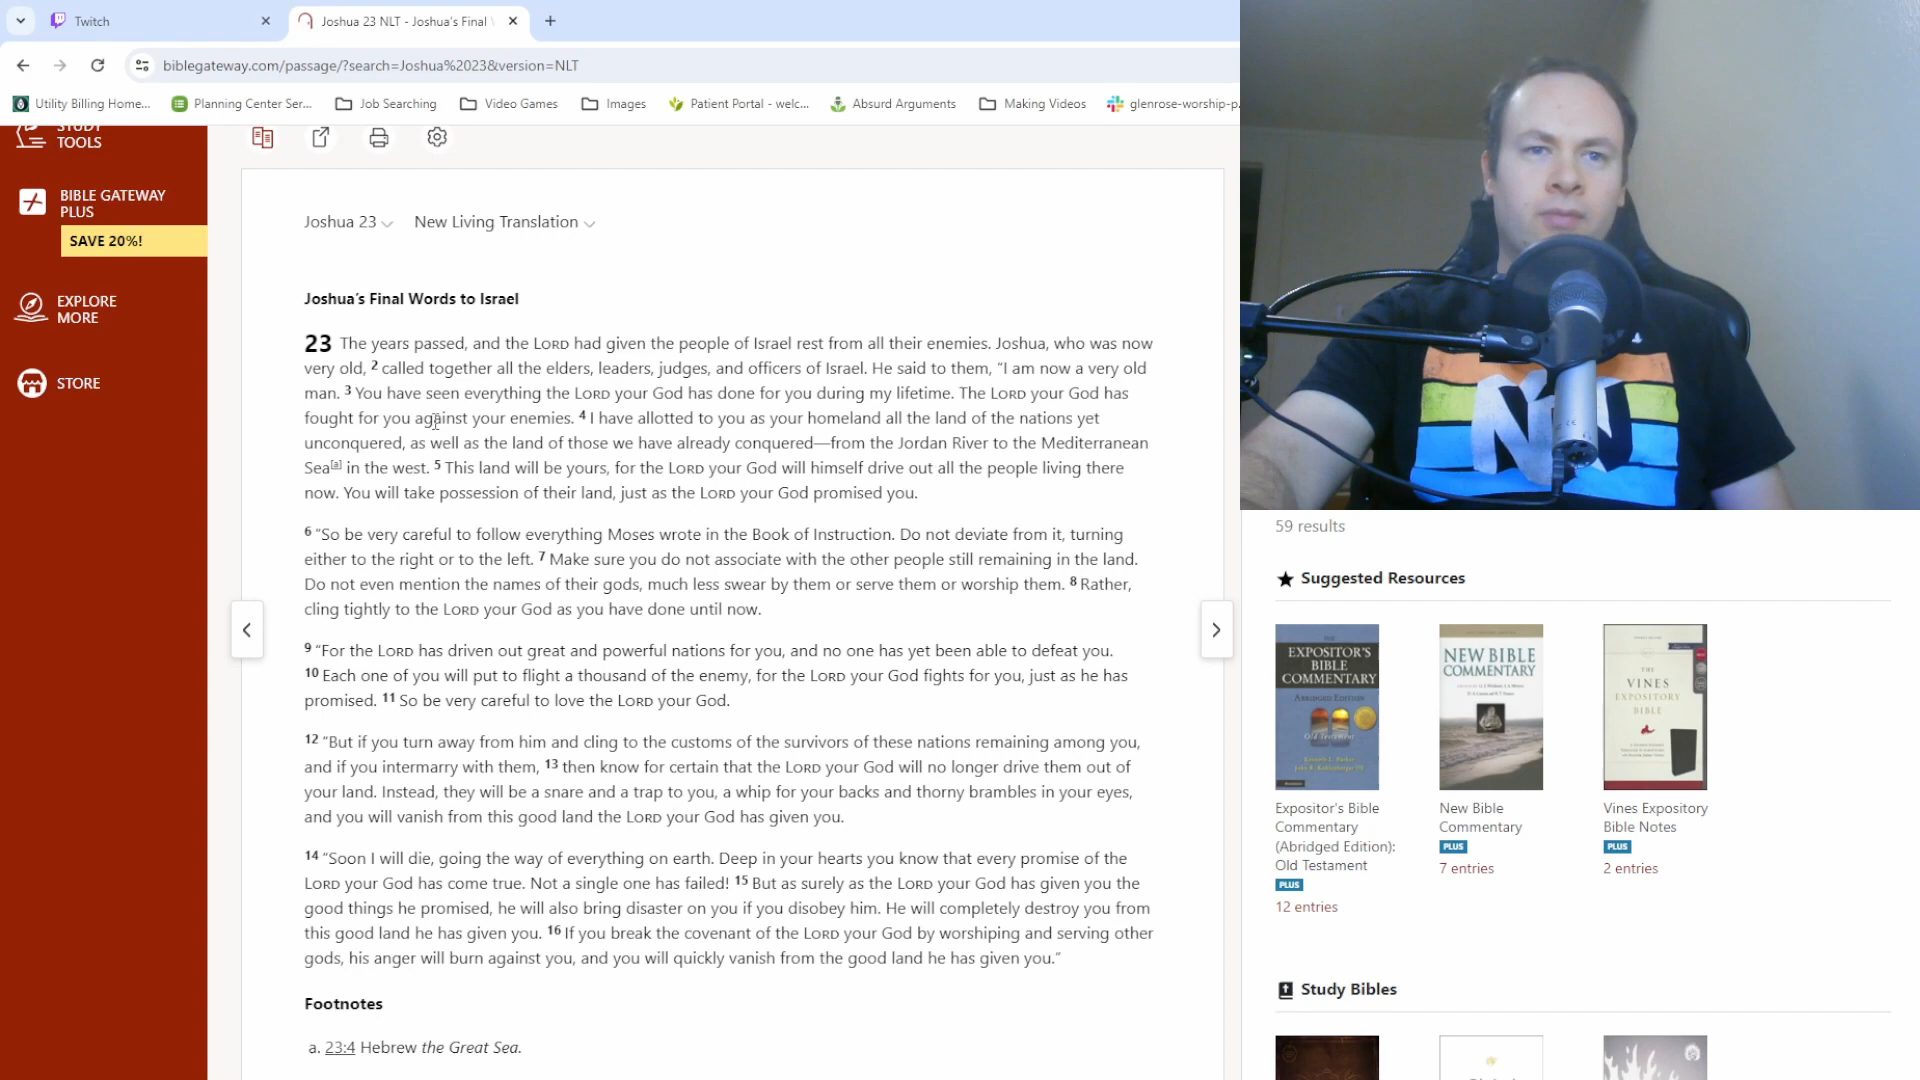 Twitch
Joshua 23 NLT - Joshua's Final
biblegateway.com/passage/?search=Joshua%2023&version=NLT
Utility Billing Home...
Planning Center Ser...
Job Searching
Video Games
Images
Patient Portal - welc...
Absurd Arguments
Making Videos
glenrose-worship-p.
STUDY
TOOLS
BIBLE GATEWAY
PLUS
SAVE 20%!
EXPLORE
MORE
STORE
Joshua 23
New Living Translation
Joshua's Final Words to Israel
23 The years passed, and the LORD had given the people of Israel rest from all their enemies. Joshua, who was now
very old, 2 called together all the elders, leaders, judges, and officers of Israel. He said to them, “I am now a very old
man. 3 You have seen everything the LORD your God has done for you during my lifetime. The LORD your God has
fought for you against your enemies. 4 I have allotted to you as your homeland all the land of the nations yet
unconquered, as well as the land of those we have already conquered—from the Jordan River to the Mediterranean
Sea[a] in the west. 5 This land will be yours, for the LORD your God will himself drive out all the people living there
now. You will take possession of their land, just as the LORD your God promised you.
6 “So be very careful to follow everything Moses wrote in the Book of Instruction. Do not deviate from it, turning
either to the right or to the left. 7 Make sure you do not associate with the other people still remaining in the land.
Do not even mention the names of their gods, much less swear by them or serve them or worship them. 8 Rather,
cling tightly to the LORD your God as you have done until now.
9 “For the LORD has driven out great and powerful nations for you, and no one has yet been able to defeat you.
10 Each one of you will put to flight a thousand of the enemy, for the LORD your God fights for you, just as he has
promised. 11 So be very careful to love the LORD your God.
12 “But if you turn away from him and cling to the customs of the survivors of these nations remaining among you,
and if you intermarry with them, 13 then know for certain that the LORD your God will no longer drive them out of
your land. Instead, they will be a snare and a trap to you, a whip for your backs and thorny brambles in your eyes,
and you will vanish from this good land the LORD your God has given you.
14 “Soon I will die, going the way of everything on earth. Deep in your hearts you know that every promise of the
LORD your God has come true. Not a single one has failed! 15 But as surely as the LORD your God has given you the
good things he promised, he will also bring disaster on you if you disobey him. He will completely destroy you from
this good land he has given you. 16 If you break the covenant of the LORD your God by worshiping and serving other
gods, his anger will burn against you, and you will quickly vanish from the good land he has given you.”
Footnotes
a. 23:4 Hebrew the Great Sea.
59 results
Suggested Resources
EXPOSITOR'S
BIBLE
COMMENTARY
ABRIDGED EDITION
Old Testament
NEW BIBLE
COMMENTARY
THE
VINES
EXPOSITORY
BIBLE
Expositor's Bible
Commentary
(Abridged Edition):
Old Testament
PLUS
12 entries
New Bible
Commentary
PLUS
7 entries
Vines Expository
Bible Notes
PLUS
2 entries
Study Bibles